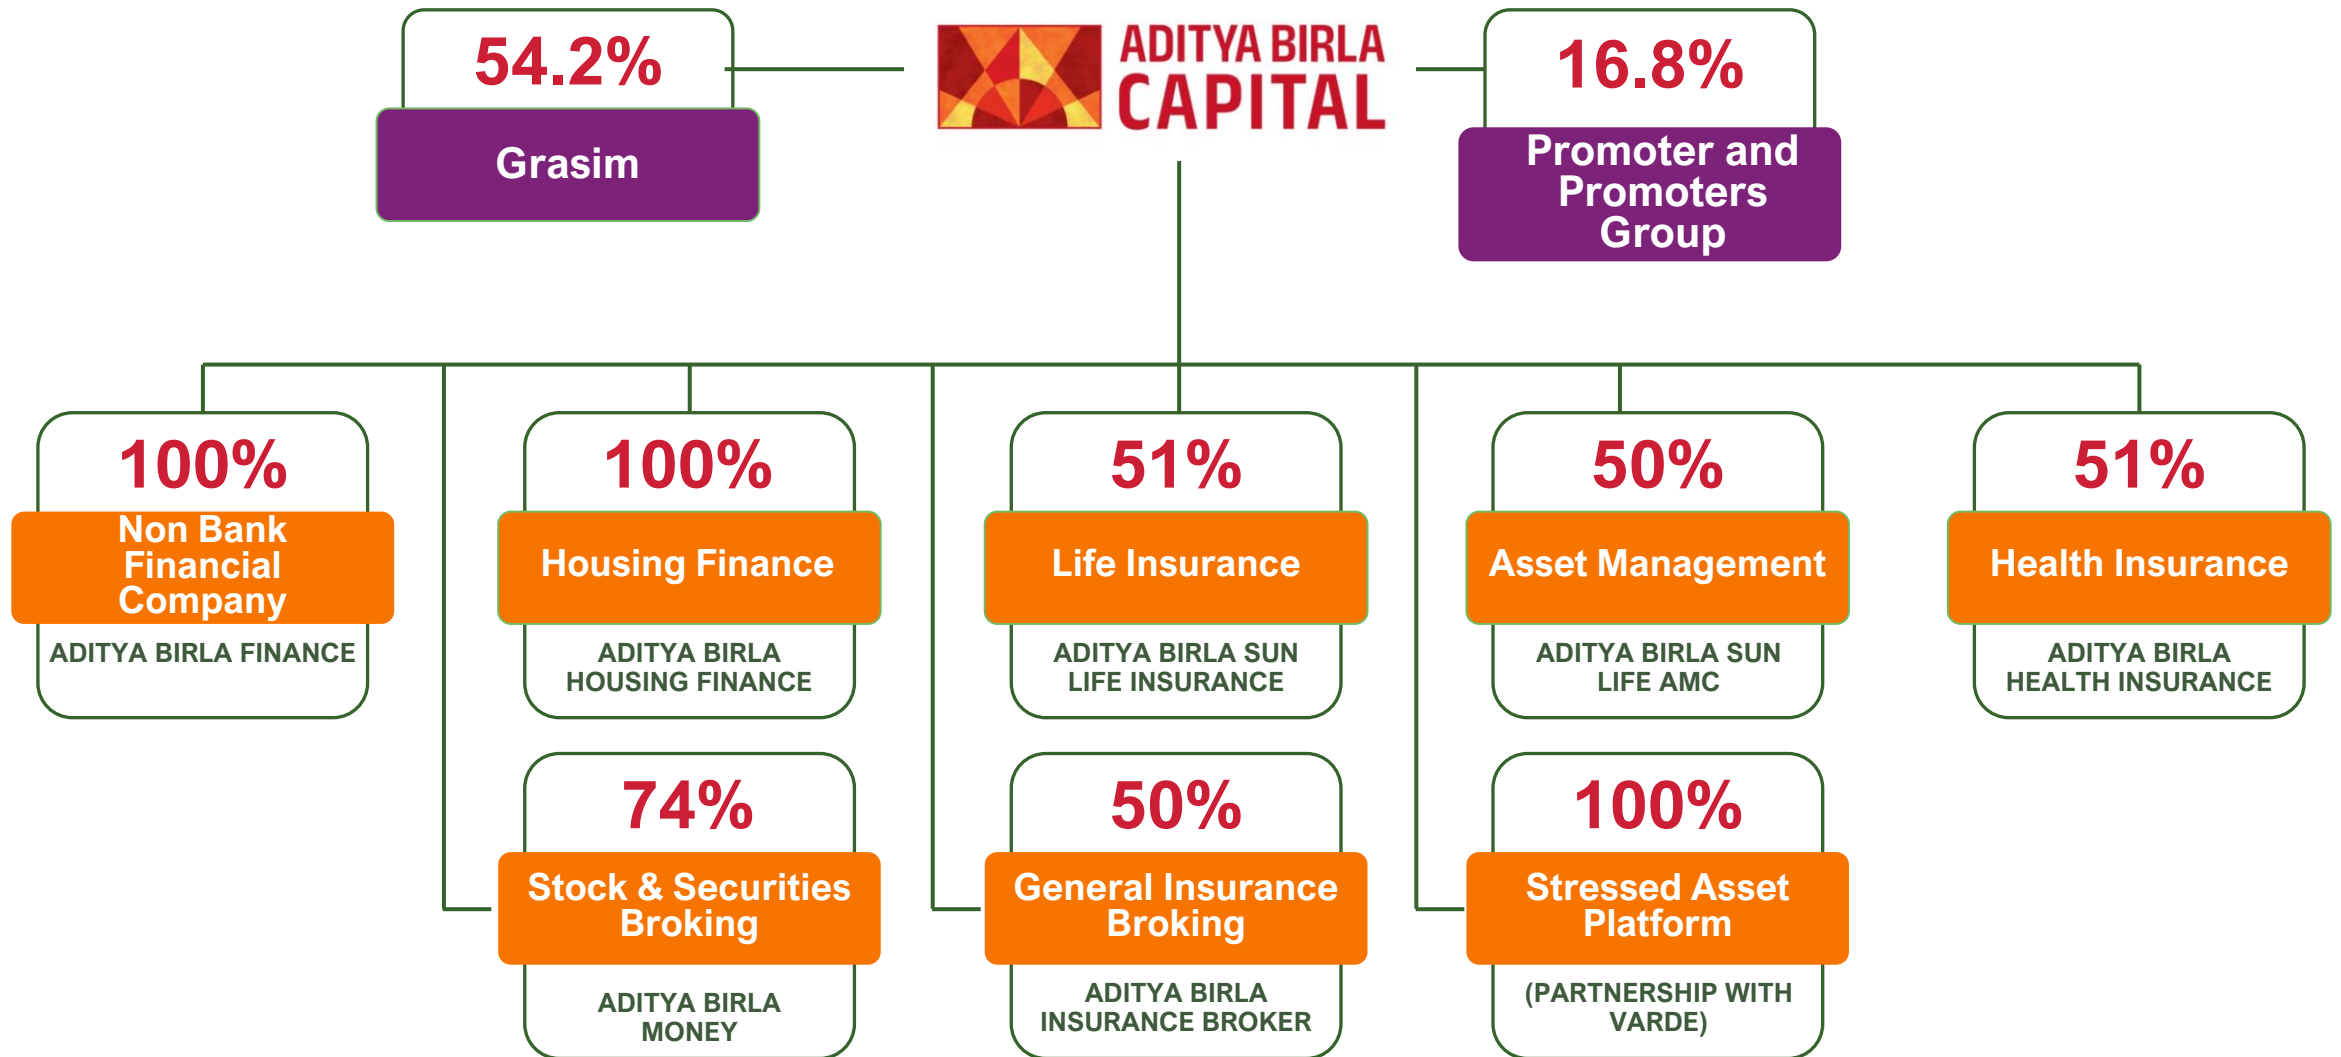 54.2%
Grasim
ADITYA BIRLA
CAPITAL
16.8%
Promoter and
Promoters
Group
100%
Non Bank
Financial
Company
ADITYA BIRLA FINANCE
100%
Housing Finance
ADITYA BIRLA
HOUSING FINANCE
51%
Life Insurance
ADITYA BIRLA SUN
LIFE INSURANCE
50%
Asset Management
ADITYA BIRLA SUN
LIFE AMC
51%
Health Insurance
ADITYA BIRLA
HEALTH INSURANCE
74%
Stock & Securities
Broking
ADITYA BIRLA
MONEY
50%
General Insurance
Broking
ADITYA BIRLA
INSURANCE BROKER
100%
Stressed Asset
Platform
(PARTNERSHIP WITH
VARDE)